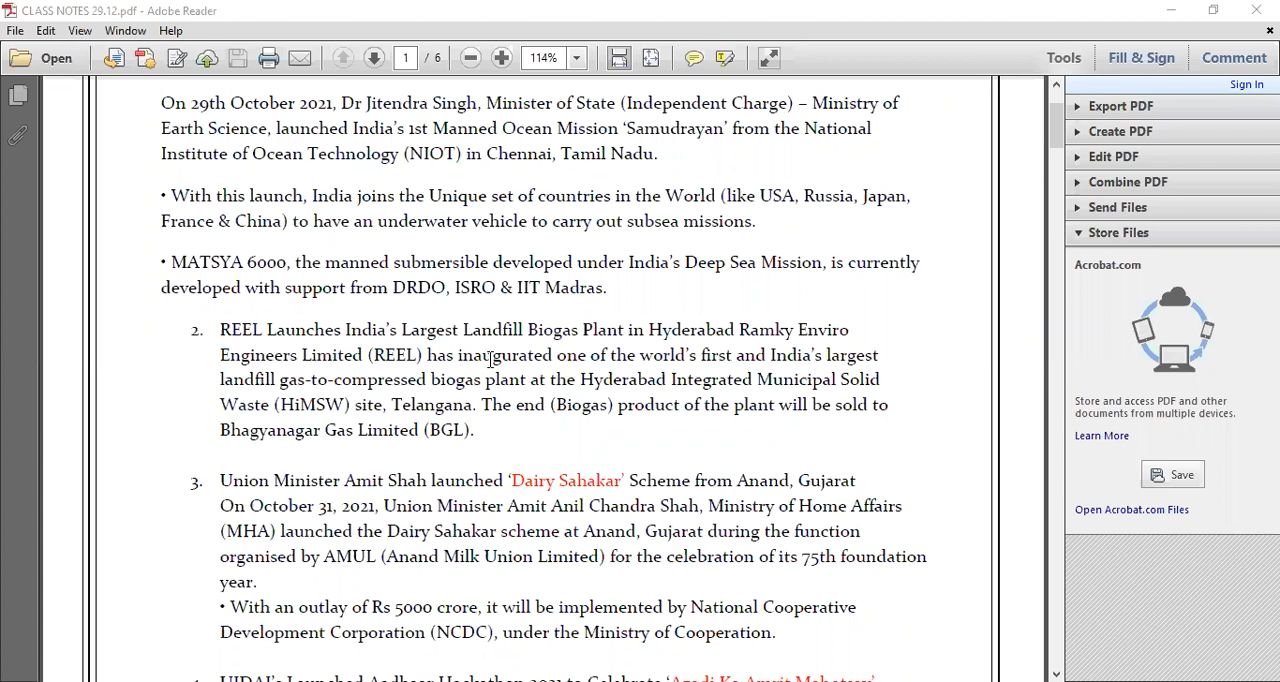 CLASS NOTES 29.12.pdf - Adobe Reader
File Edit View Window Help
Open 1 / 6 114% Tools Fill & Sign Comment
Sign In
On 29th October 2021, Dr Jitendra Singh, Minister of State (Independent Charge) – Ministry of
Earth Science, launched India's 1st Manned Ocean Mission 'Samudrayan' from the National
Institute of Ocean Technology (NIOT) in Chennai, Tamil Nadu.
• With this launch, India joins the Unique set of countries in the World (like USA, Russia, Japan,
France & China) to have an underwater vehicle to carry out subsea missions.
• MATSYA 6000, the manned submersible developed under India's Deep Sea Mission, is currently
developed with support from DRDO, ISRO & IIT Madras.
2. REEL Launches India's Largest Landfill Biogas Plant in Hyderabad Ramky Enviro
Engineers Limited (REEL) has inaugurated one of the world's first and India's largest
landfill gas-to-compressed biogas plant at the Hyderabad Integrated Municipal Solid
Waste (HiMSW) site, Telangana. The end (Biogas) product of the plant will be sold to
Bhagyanagar Gas Limited (BGL).
3. Union Minister Amit Shah launched 'Dairy Sahakar' Scheme from Anand, Gujarat
On October 31, 2021, Union Minister Amit Anil Chandra Shah, Ministry of Home Affairs
(MHA) launched the Dairy Sahakar scheme at Anand, Gujarat during the function
organised by AMUL (Anand Milk Union Limited) for the celebration of its 75th foundation
year.
• With an outlay of Rs 5000 crore, it will be implemented by National Cooperative
Development Corporation (NCDC), under the Ministry of Cooperation.
4. UIDAI's Launched Aadhaar Hackathon 2021 to Celebrate 'Azadi Ka Amrit Mahotsav'
Export PDF
Create PDF
Edit PDF
Combine PDF
Send Files
Store Files
Acrobat.com
Store and access PDF and other
documents from multiple devices.
Learn More
Save
Open Acrobat.com Files